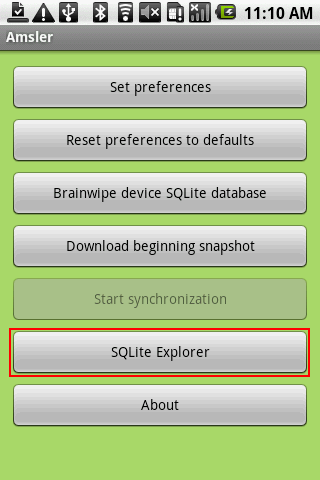 11:10 AM
Amsler
Set preferences
Reset preferences to defaults
Brainwipe device SQLite database
Download beginning snapshot
Start synchronization
SQLite Explorer
About